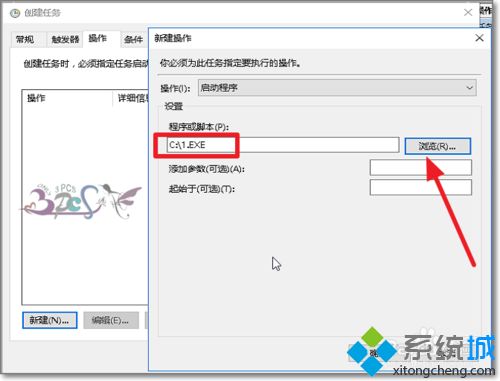 创建任务
常规 触发器 操作 条件
创建任务时，必须指定任务启动
操作 详细信息
新建(N)... 编辑(E)...
新建操作
你必须为此任务指定要执行的操作。
操作(I): 启动程序
设置
程序或脚本(P):
C:\1.EXE 浏览(R)...
添加参数(可选)(A):
起始于(可选)(T):
3PCS
系统城
xitongcheng.com